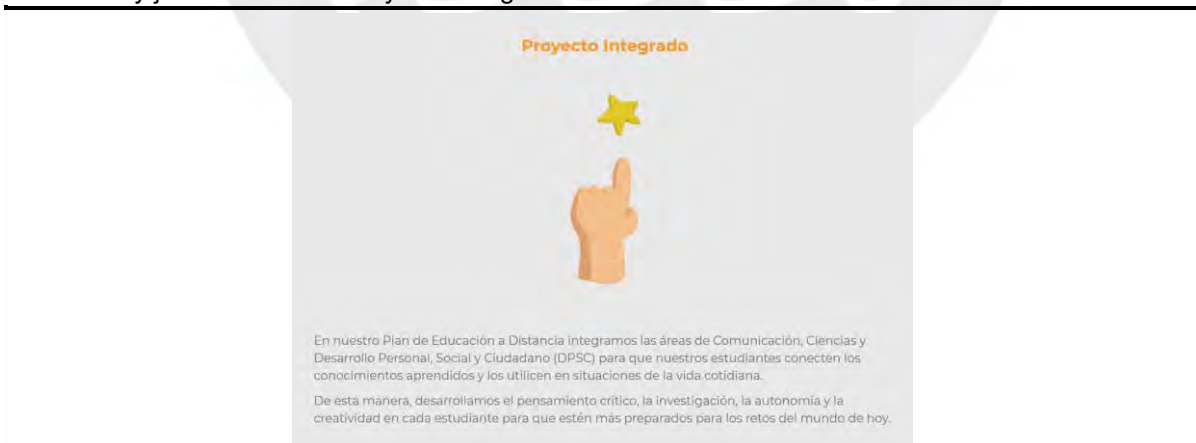 Proyecto Integrado
En nuestro Plan de Educación a Distancia integramos las áreas de Comunicación, Ciencias y
Desarrollo Personal, Social y Ciudadano (DPSC) para que nuestros estudiantes conecten los
conocimientos aprendidos y los utilicen en situaciones de la vida cotidiana.
De esta manera, desarrollamos el pensamiento crítico, la investigación, la autonomía y la
creatividad en cada estudiante para que estén más preparados para los retos del mundo de hoy.